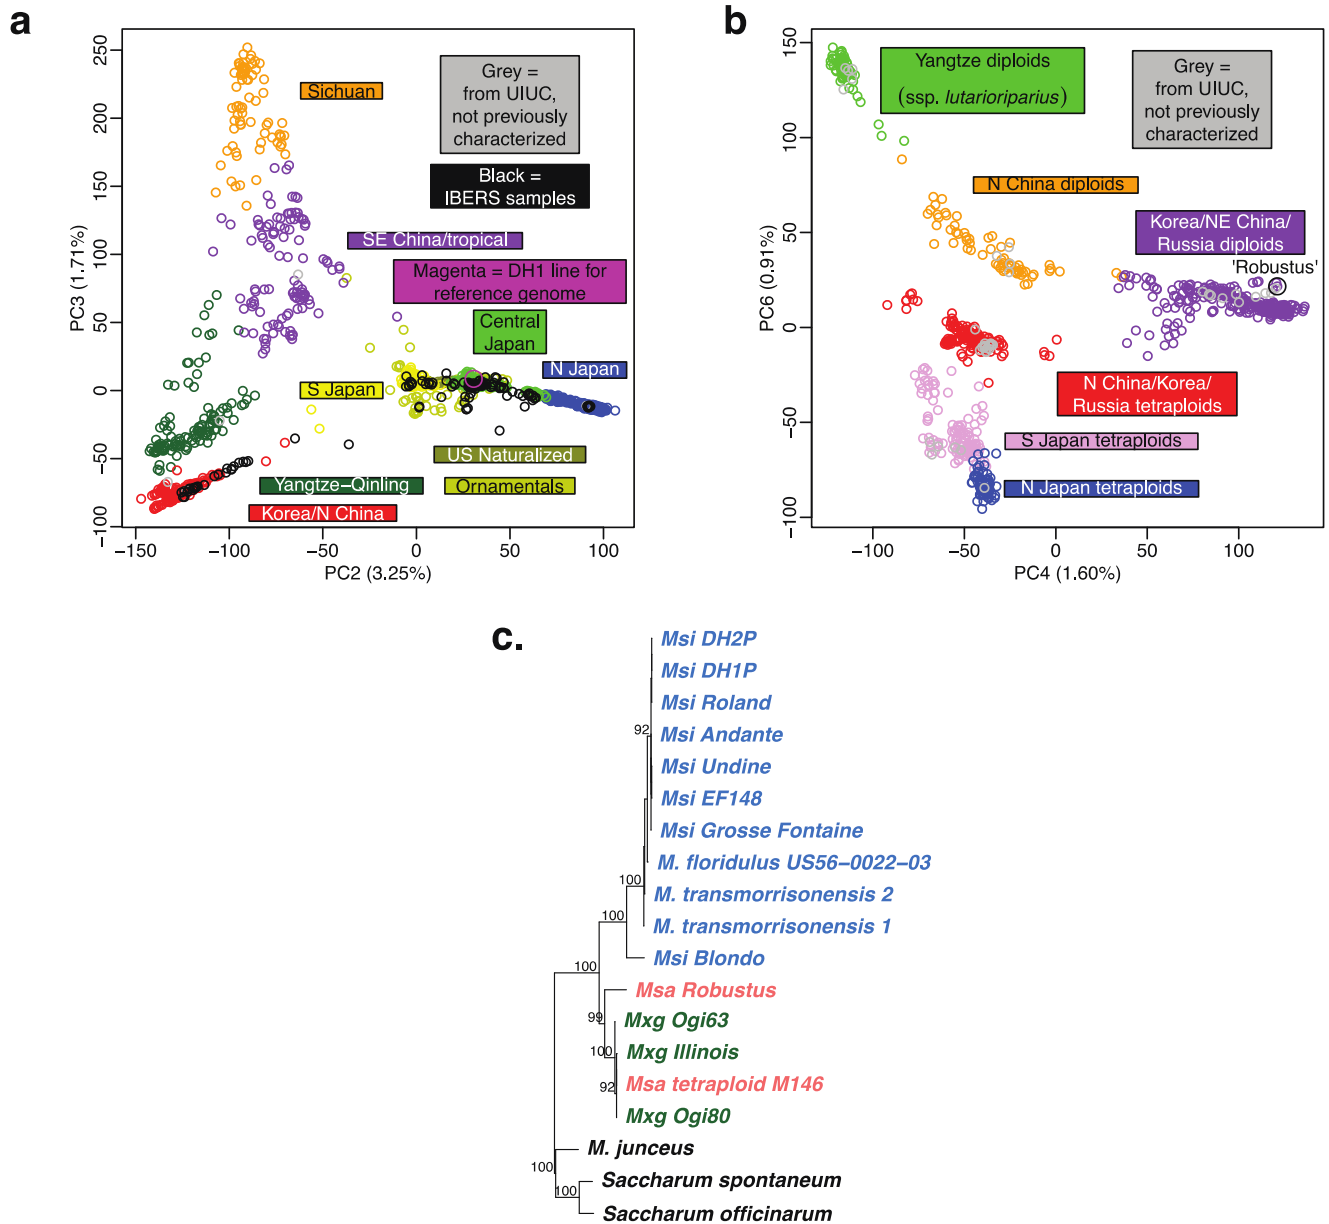 a
250
200
150
100
50
0
−50
−100
PC3 (1.71%)
−150
−100
−50
0
50
100
PC2 (3.25%)
Sichuan
Grey =
from UIUC,
not previously
characterized
Black =
IBERS samples
SE China/tropical
Magenta = DH1 line for
reference genome
Central
Japan
N Japan
S Japan
US Naturalized
Yangtze−Qinling
Ornamentals
Korea/N China
b
150
100
50
0
−50
−100
PC6 (0.91%)
−100
−50
0
50
100
PC4 (1.60%)
Yangtze diploids
(ssp. lutarioriparius)
Grey =
from UIUC,
not previously
characterized
N China diploids
Korea/NE China/
Russia diploids
'Robustus'
N China/Korea/
Russia tetraploids
S Japan tetraploids
N Japan tetraploids
c.
Msi DH2P
Msi DH1P
Msi Roland
92
Msi Andante
Msi Undine
Msi EF148
Msi Grosse Fontaine
M. floridulus US56−0022−03
100
M. transmorrisonensis 2
100
M. transmorrisonensis 1
Msi Blondo
100
Msa Robustus
99
Mxg Ogi63
100
Mxg Illinois
92
Msa tetraploid M146
Mxg Ogi80
M. junceus
100
Saccharum spontaneum
100
Saccharum officinarum